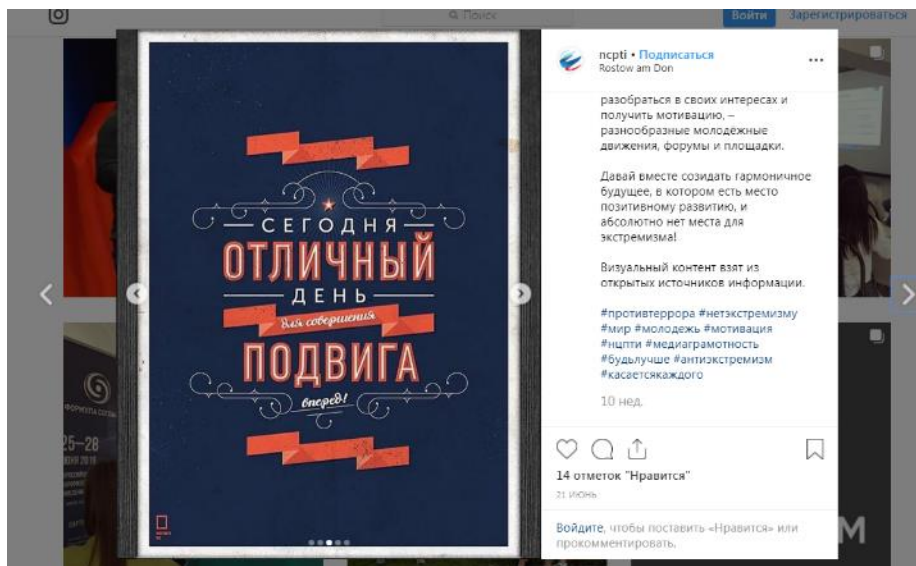 Поиск
Войти
Зарегистрироваться
СЕГОДНЯ
ОТЛИЧНЫЙ
ДЕНЬ
для совершения
ПОДВИГА
вперед!
ncpti • Подписаться
Rostow am Don
разобраться в своих интересах и
получить мотивацию, –
разнообразные молодёжные
движения, форумы и площадки.
Давай вместе созидать гармоничное
будущее, в котором есть место
позитивному развитию, и
абсолютно нет места для
экстремизма!
Визуальный контент взят из
открытых источников информации.
#противтеррора #нетэкстремизму
#мир #молодежь #мотивация
#нцпти #медиаграмотность
#будьлучше #антиэкстремизм
#касаетсякаждого
10 нед.
14 отметок "Нравится"
21 ИЮНЬ
Войдите, чтобы поставить «Нравится» или
прокомментировать.
25–28
М